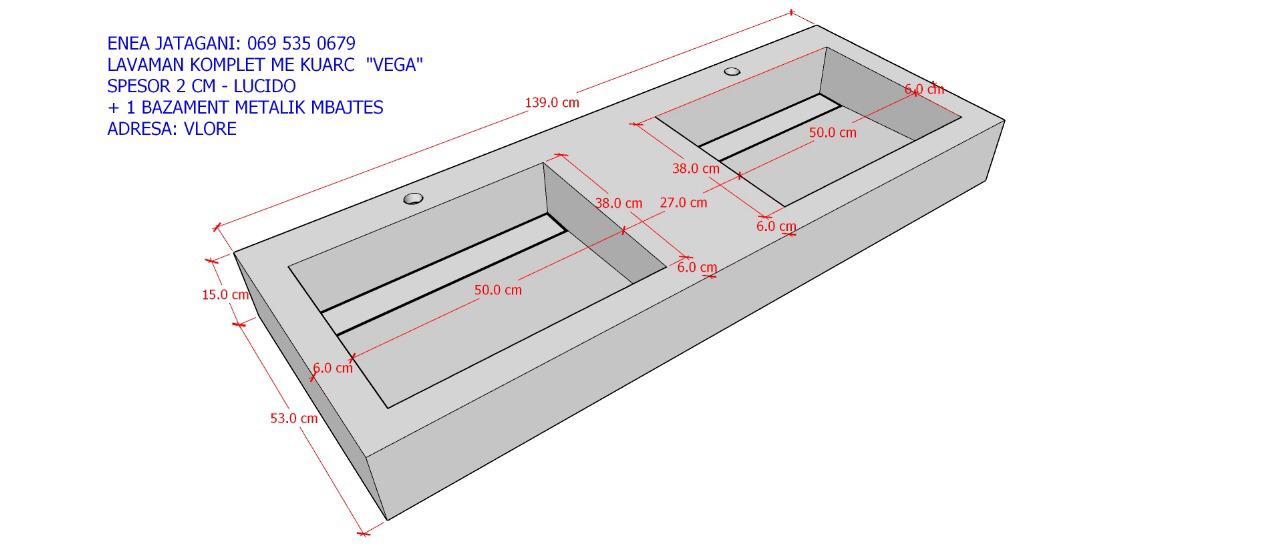 ENEA JATAGANI: 069 535 0679
LAVAMAN KOMPLET ME KUARC "VEGA"
SPESOR 2 CM - LUCIDO
+ 1 BAZAMENT METALIK MBAJTES
ADRESA: VLORE
139.0 cm
6.0 cm
50.0 cm
38.0 cm
38.0 cm
27.0 cm
6.0 cm
6.0 cm
15.0 cm
50.0 cm
6.0 cm
53.0 cm